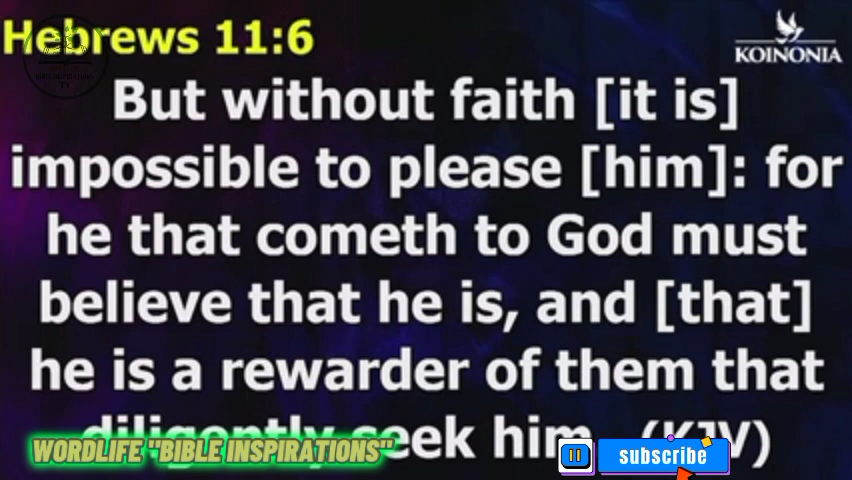 Hebrews 11:6
KOINONIA
But without faith [it is]
impossible to please [him]: for
he that cometh to God must
believe that he is, and [that]
he is a rewarder of them that
diligently seek him. (KJV)
WORDLIFE "BIBLE INSPIRATIONS"
subscribe